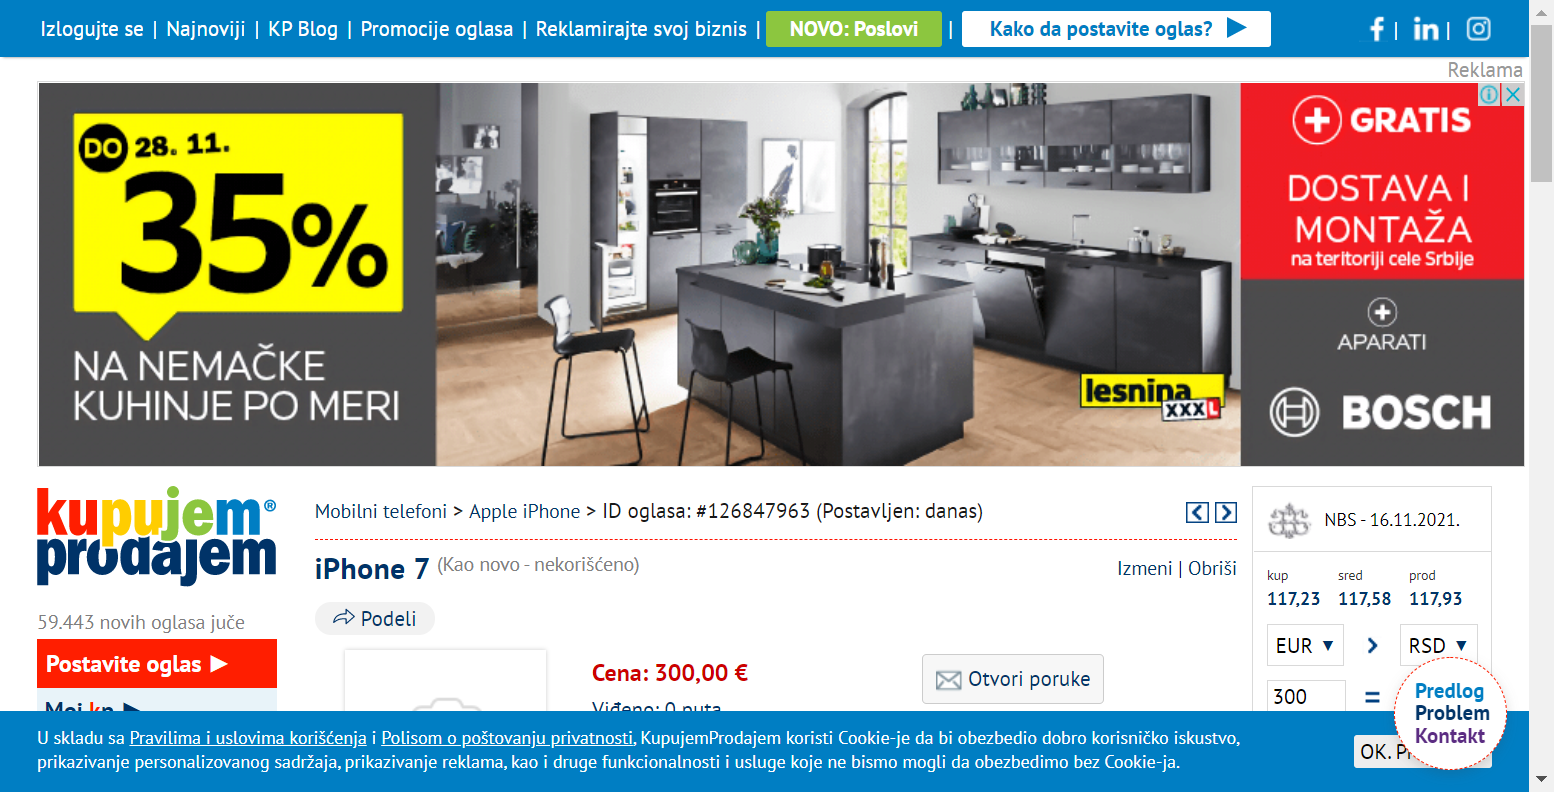 Izlogujte se | Najnoviji | KP Blog | Promocije oglasa | Reklamirajte svoj biznis | NOVO: Poslovi | Kako da postavite oglas? | |
Reklama
DO 28. 11.
35%
NA NEMAČKE
KUHINJE PO MERI
lesnina
XXXL
GRATIS
DOSTAVA I
MONTAŽA
na teritoriji cele Srbije
APARATI
BOSCH
kupujem®
prodajem
59.443 novih oglasa juče
Postavite oglas
Moj kp
Mobilni telefoni > Apple iPhone > ID oglasa: #126847963 (Postavljen: danas)
iPhone 7 (Kao novo - nekorišćeno)
Izmeni | Obriši
Podeli
Cena: 300,00 €
Viđeno: 0 puta
Otvori poruke
NBS - 16.11.2021.
kup sred prod
117,23 117,58 117,93
EUR RSD
300 =
Predlog
Problem
Kontakt
U skladu sa Pravilima i uslovima korišćenja i Polisom o poštovanju privatnosti, KupujemProdajem koristi Cookie-je da bi obezbedio dobro korisničko iskustvo,
prikazivanje personalizovanog sadržaja, prikazivanje reklama, kao i druge funkcionalnosti i usluge koje ne bismo mogli da obezbedimo bez Cookie-ja.
OK.